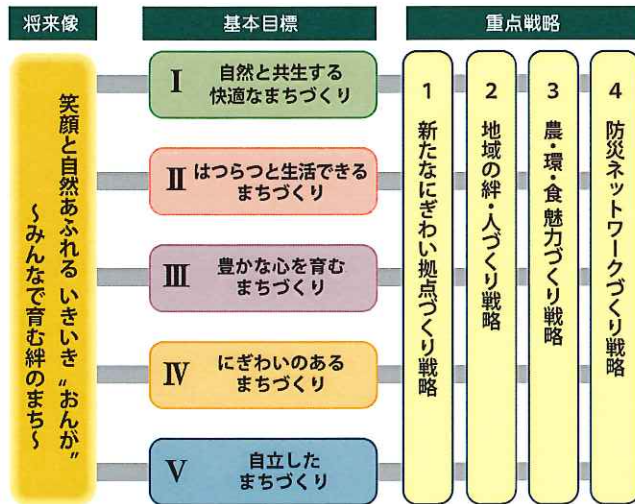 将来像
基本目標
重点戦略
笑顔と自然あふれる いきいき〝おんが〟
～みんなで育む絆のまち～
Ⅰ
自然と共生する
快適なまちづくり
Ⅱ
はつらつと生活できる
まちづくり
Ⅲ
豊かな心を育む
まちづくり
Ⅳ
にぎわいのある
まちづくり
Ⅴ
自立した
まちづくり
1 新たなにぎわい拠点づくり戦略
2 地域の絆・人づくり戦略
3 農・環・食 魅力づくり戦略
4 防災ネットワークづくり戦略